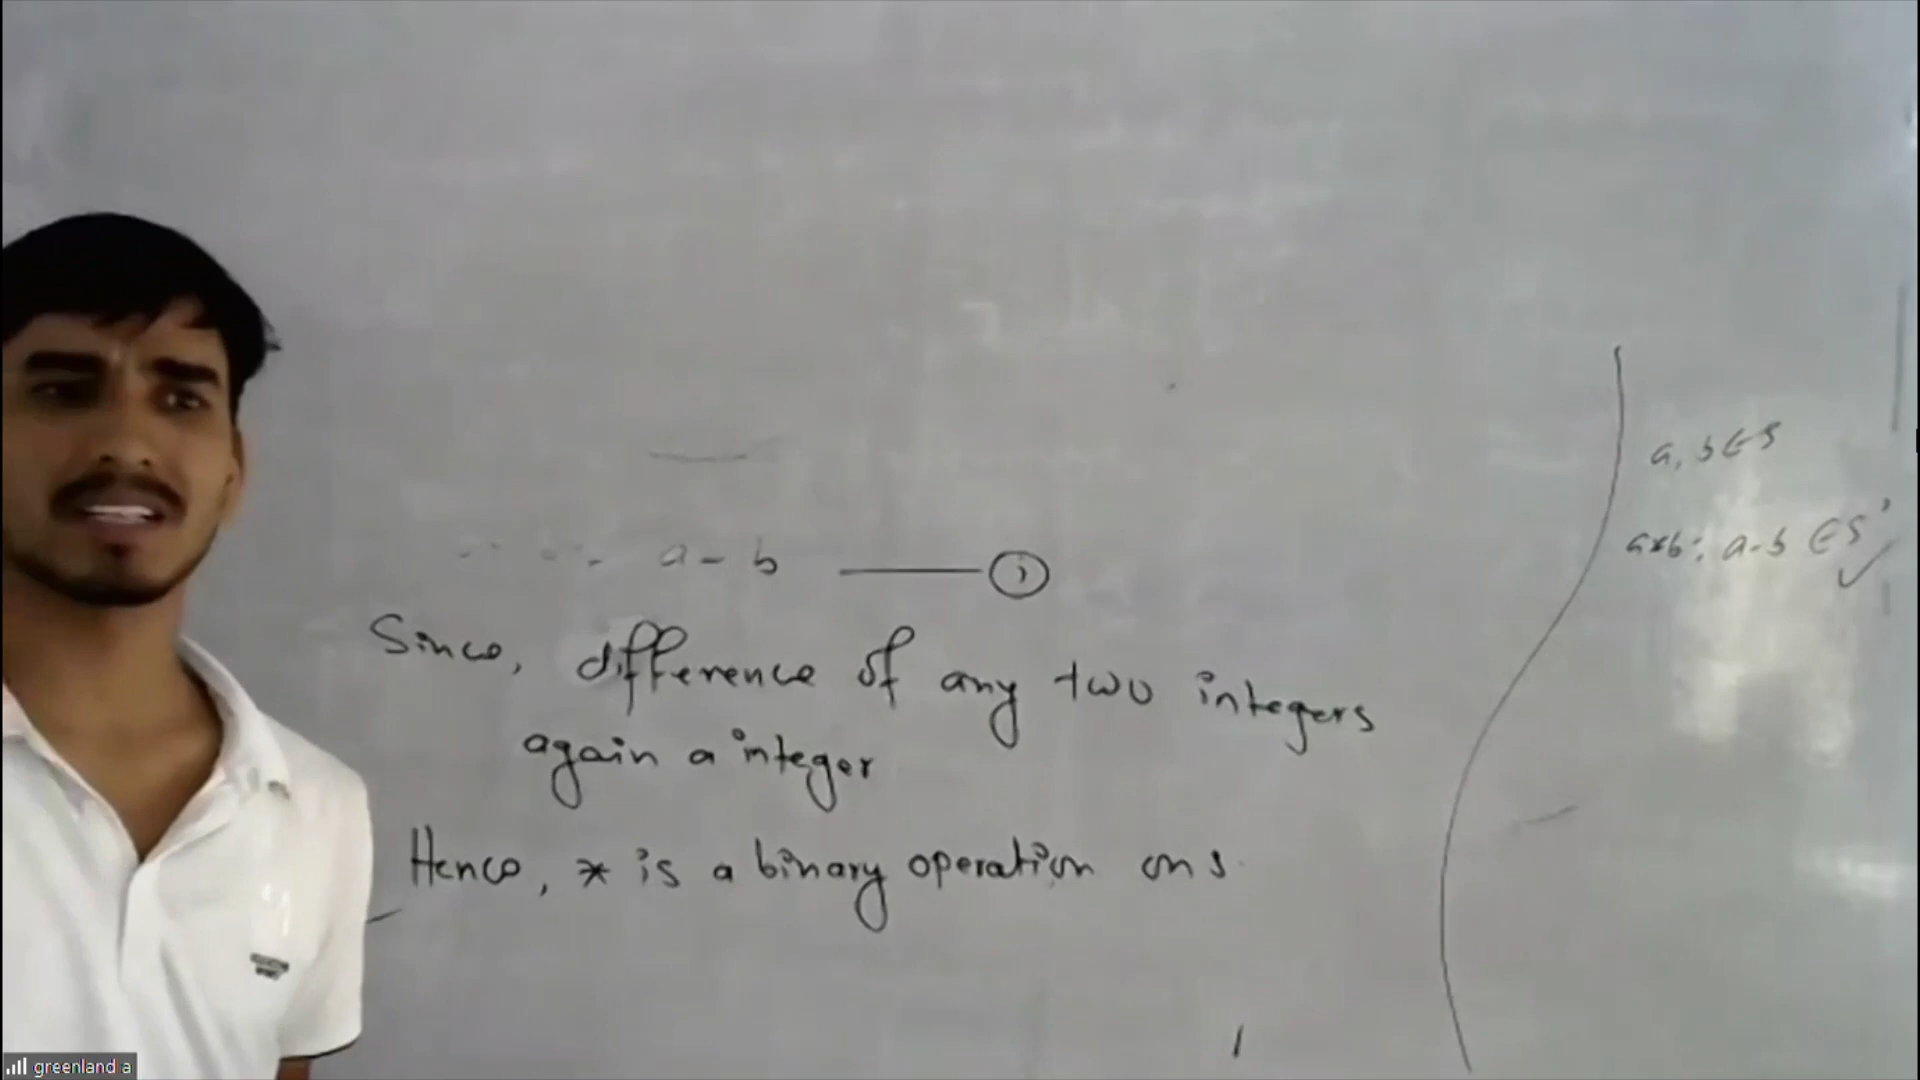 a - b ——— ①
Since, difference of any two integers
again a integer
Hence, * is a binary operation on s.
a, b ∈ S
a*b: a-b ∈ S
greenland a